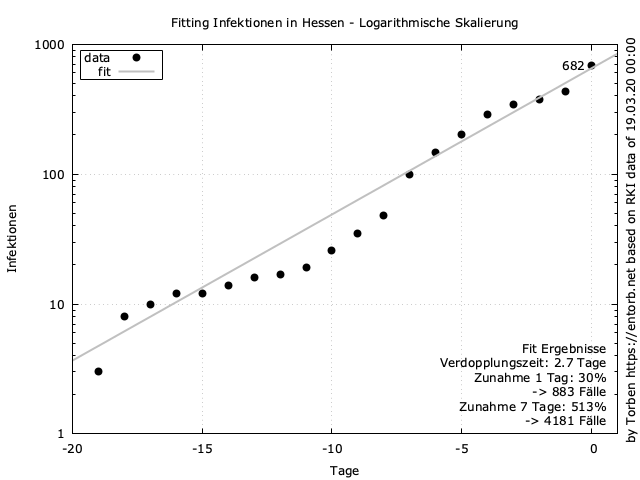 Fitting Infektionen in Hessen - Logarithmische Skalierung
data
fit
1000
100
10
1
Infektionen
682
-20
-15
-10
-5
0
Tage
Fit Ergebnisse
Verdopplungszeit: 2.7 Tage
Zunahme 1 Tag: 30%
-> 883 Fälle
Zunahme 7 Tage: 513%
-> 4181 Fälle
by Torben https://entorb.net based on RKI data of 19.03.20 00:00